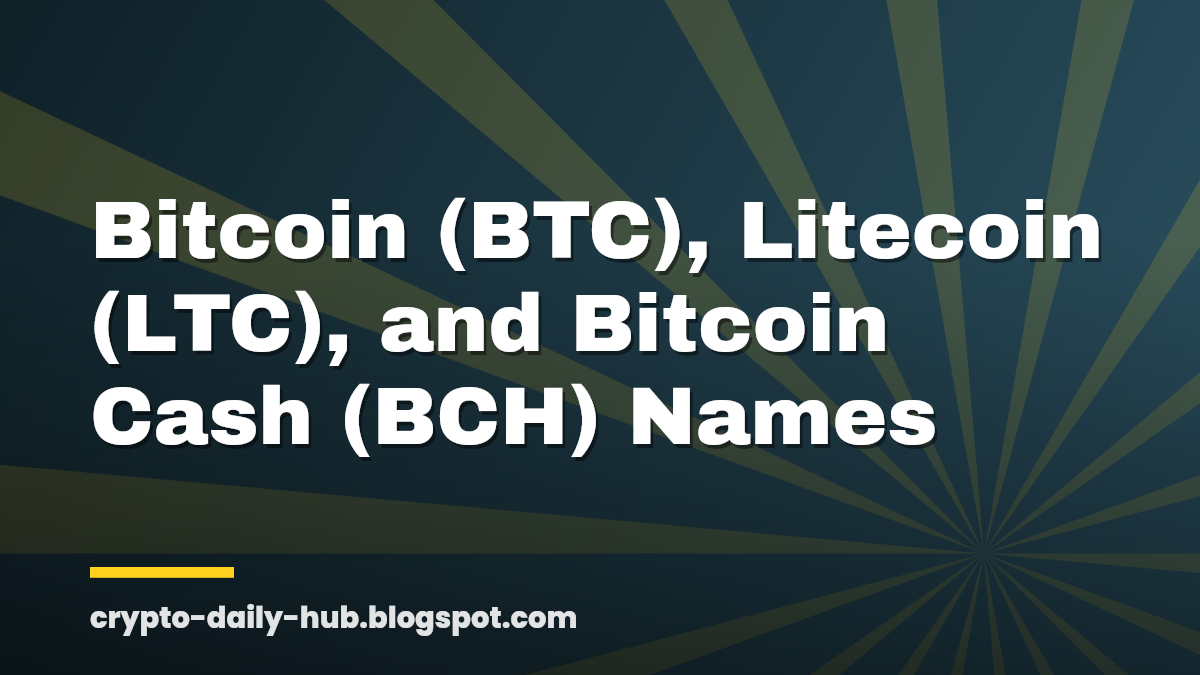 Bitcoin (BTC), Litecoin
(LTC), and Bitcoin
Cash (BCH) Names
crypto-daily-hub.blogspot.com